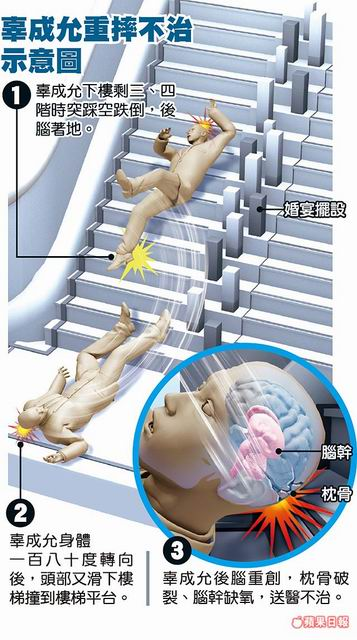 辜成允重摔不治
示意圖
1
辜成允下樓剩三、四
階時突踩空跌倒,後
腦著地。
婚宴擺設
腦幹
枕骨
2
辜成允身體
一百八十度轉向
後,頭部又滑下樓
梯撞到樓梯平台。
3
辜成允後腦重創,枕骨破
裂、腦幹缺氧,送醫不治。
蘋果日報